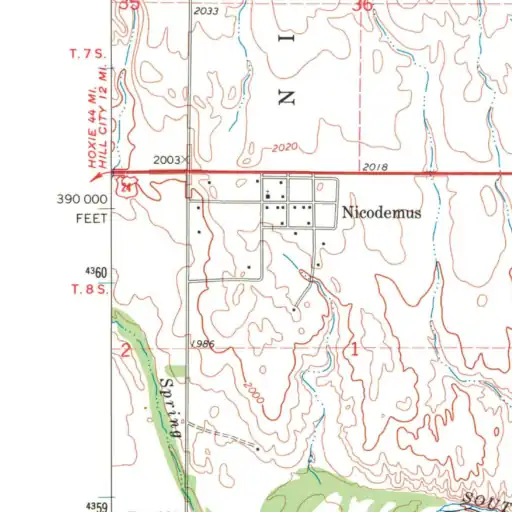 35
2033
36
T. 7 S.
I
N
HOXIE 44 MI.
HILL CITY 12 MI.
2020
2003
2018
24
390 000
FEET
Nicodemus
4360
T. 8 S.
2
1986
1
2000
Spring
4359
SOUT